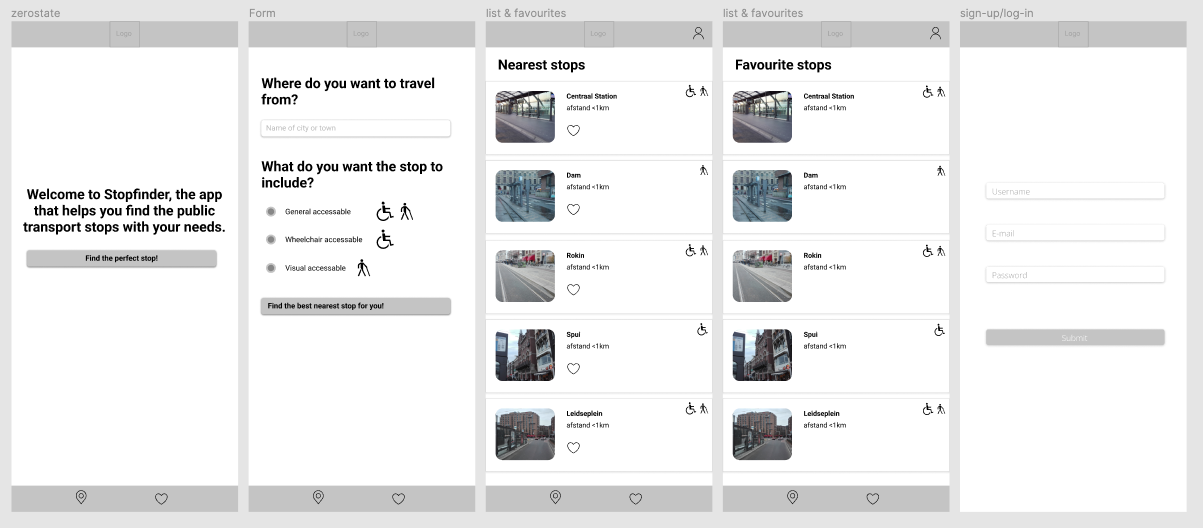 zerostate
Logo
Welcome to Stopfinder, the app
that helps you find the public
transport stops with your needs.
Find the perfect stop!
Form
Logo
Where do you want to travel
from?
Name of city or town
What do you want the stop to
include?
General accessable
Wheelchair accessable
Visual accessable
Find the best nearest stop for you!
list & favourites
Logo
Nearest stops
Centraal Station
afstand <1km
Dam
afstand <1km
Rokin
afstand <1km
Spui
afstand <1km
Leidseplein
afstand <1km
list & favourites
Logo
Favourite stops
Centraal Station
afstand <1km
Dam
afstand <1km
Rokin
afstand <1km
Spui
afstand <1km
Leidseplein
afstand <1km
sign-up/log-in
Logo
Username
E-mail
Password
Submit